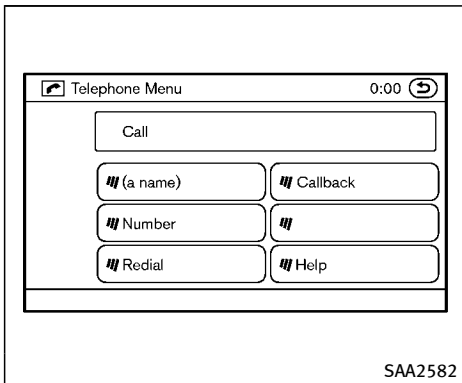 Telephone Menu 0:00
Call
(a name)
Callback
Number
Redial
Help
SAA2582